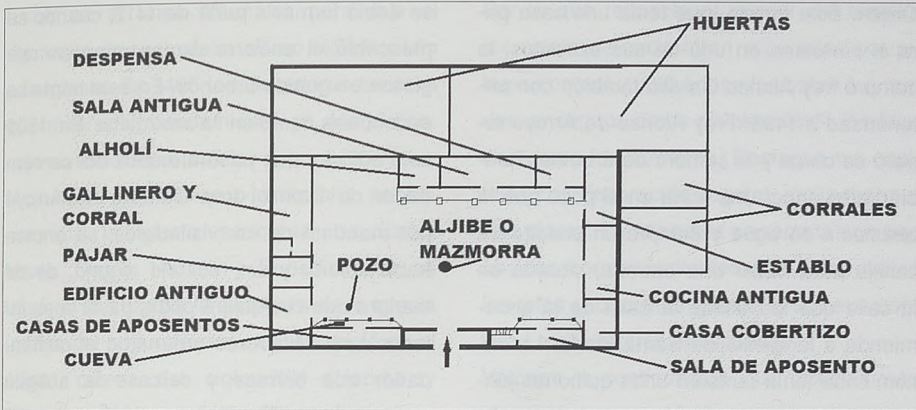 HUERTAS
DESPENSA
SALA ANTIGUA
ALHOLÍ
GALLINERO Y
CORRAL
PAJAR
EDIFICIO ANTIGUO
CASAS DE APOSENTOS
CUEVA
POZO
ALJIBE O
MAZMORRA
CORRALES
ESTABLO
COCINA ANTIGUA
CASA COBERTIZO
SALA DE APOSENTO